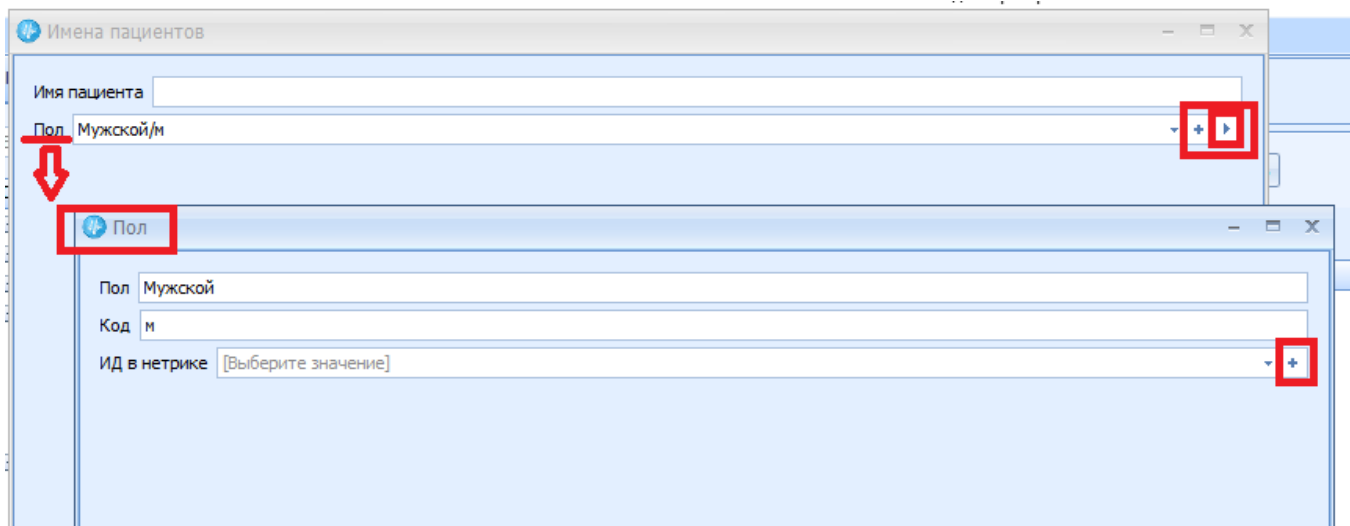 Имена пациентов
Имя пациента
Пол Мужской/м
Пол
Пол Мужской
Код м
ИД в нетрике [Выберите значение]